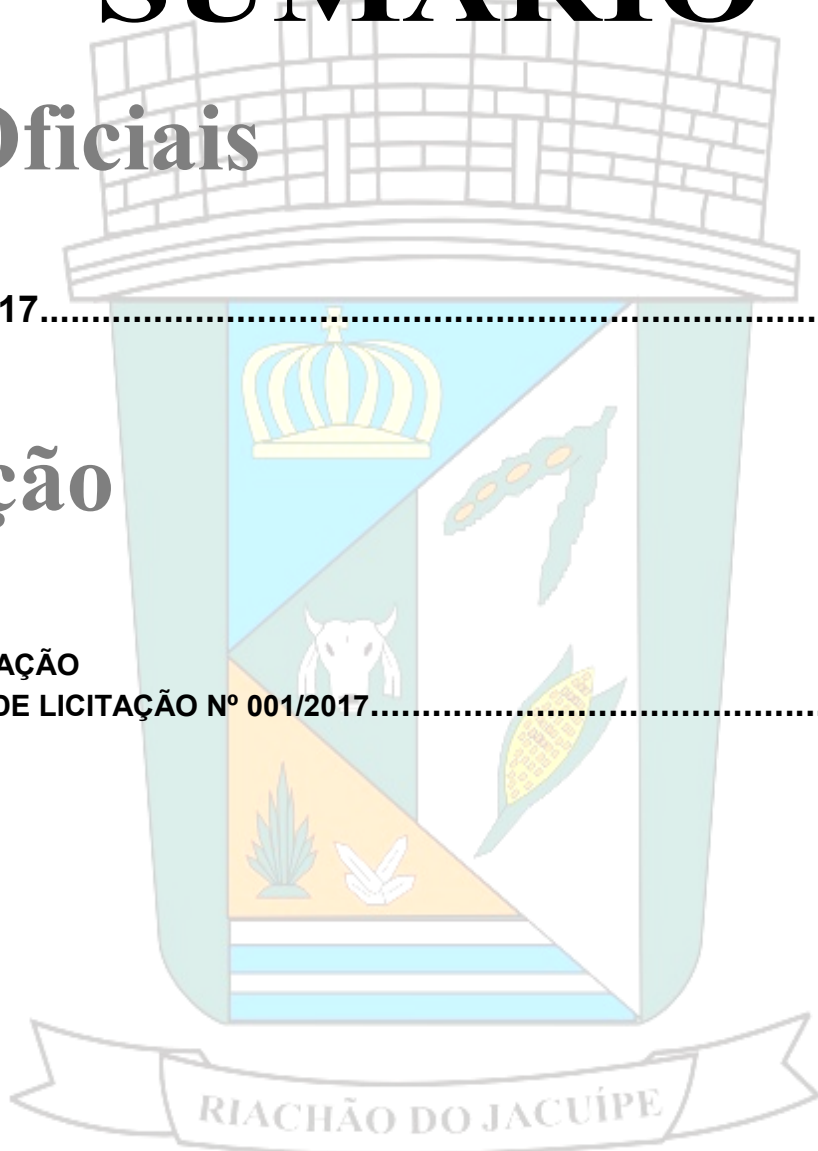 SUMÁRIO
Oficiais
17................................................................................
ção
AÇÃO
DE LICITAÇÃO Nº 001/2017..............................................
RIACHÃO DO JACUÍPE